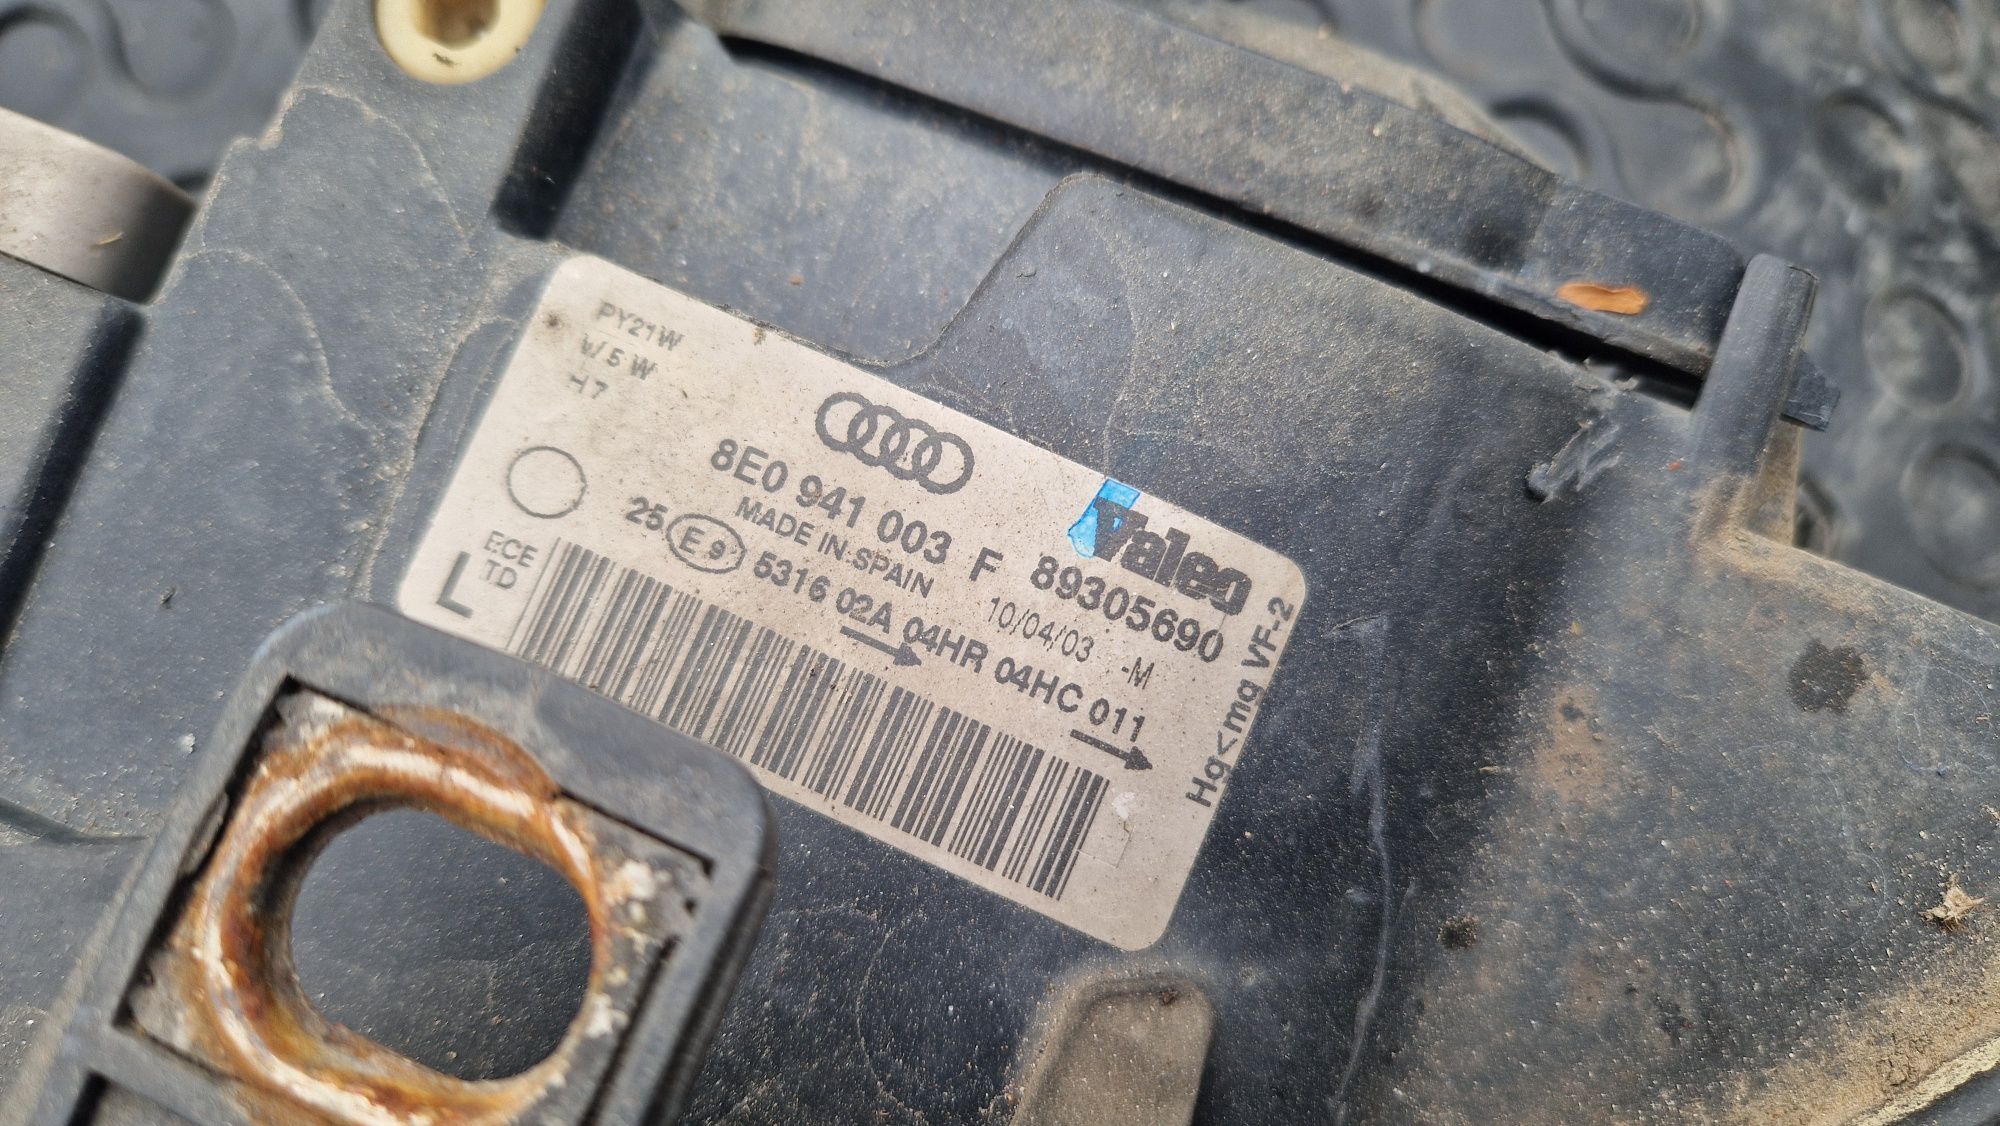 PY21W
W5W
H7
8E0 941 003 F 89305690
Valeo
MADE IN SPAIN 10/04/03 -M
25 E9 5316 02A 04HR 04HC 011
ECE
TD
L
Hg<mg VF-2